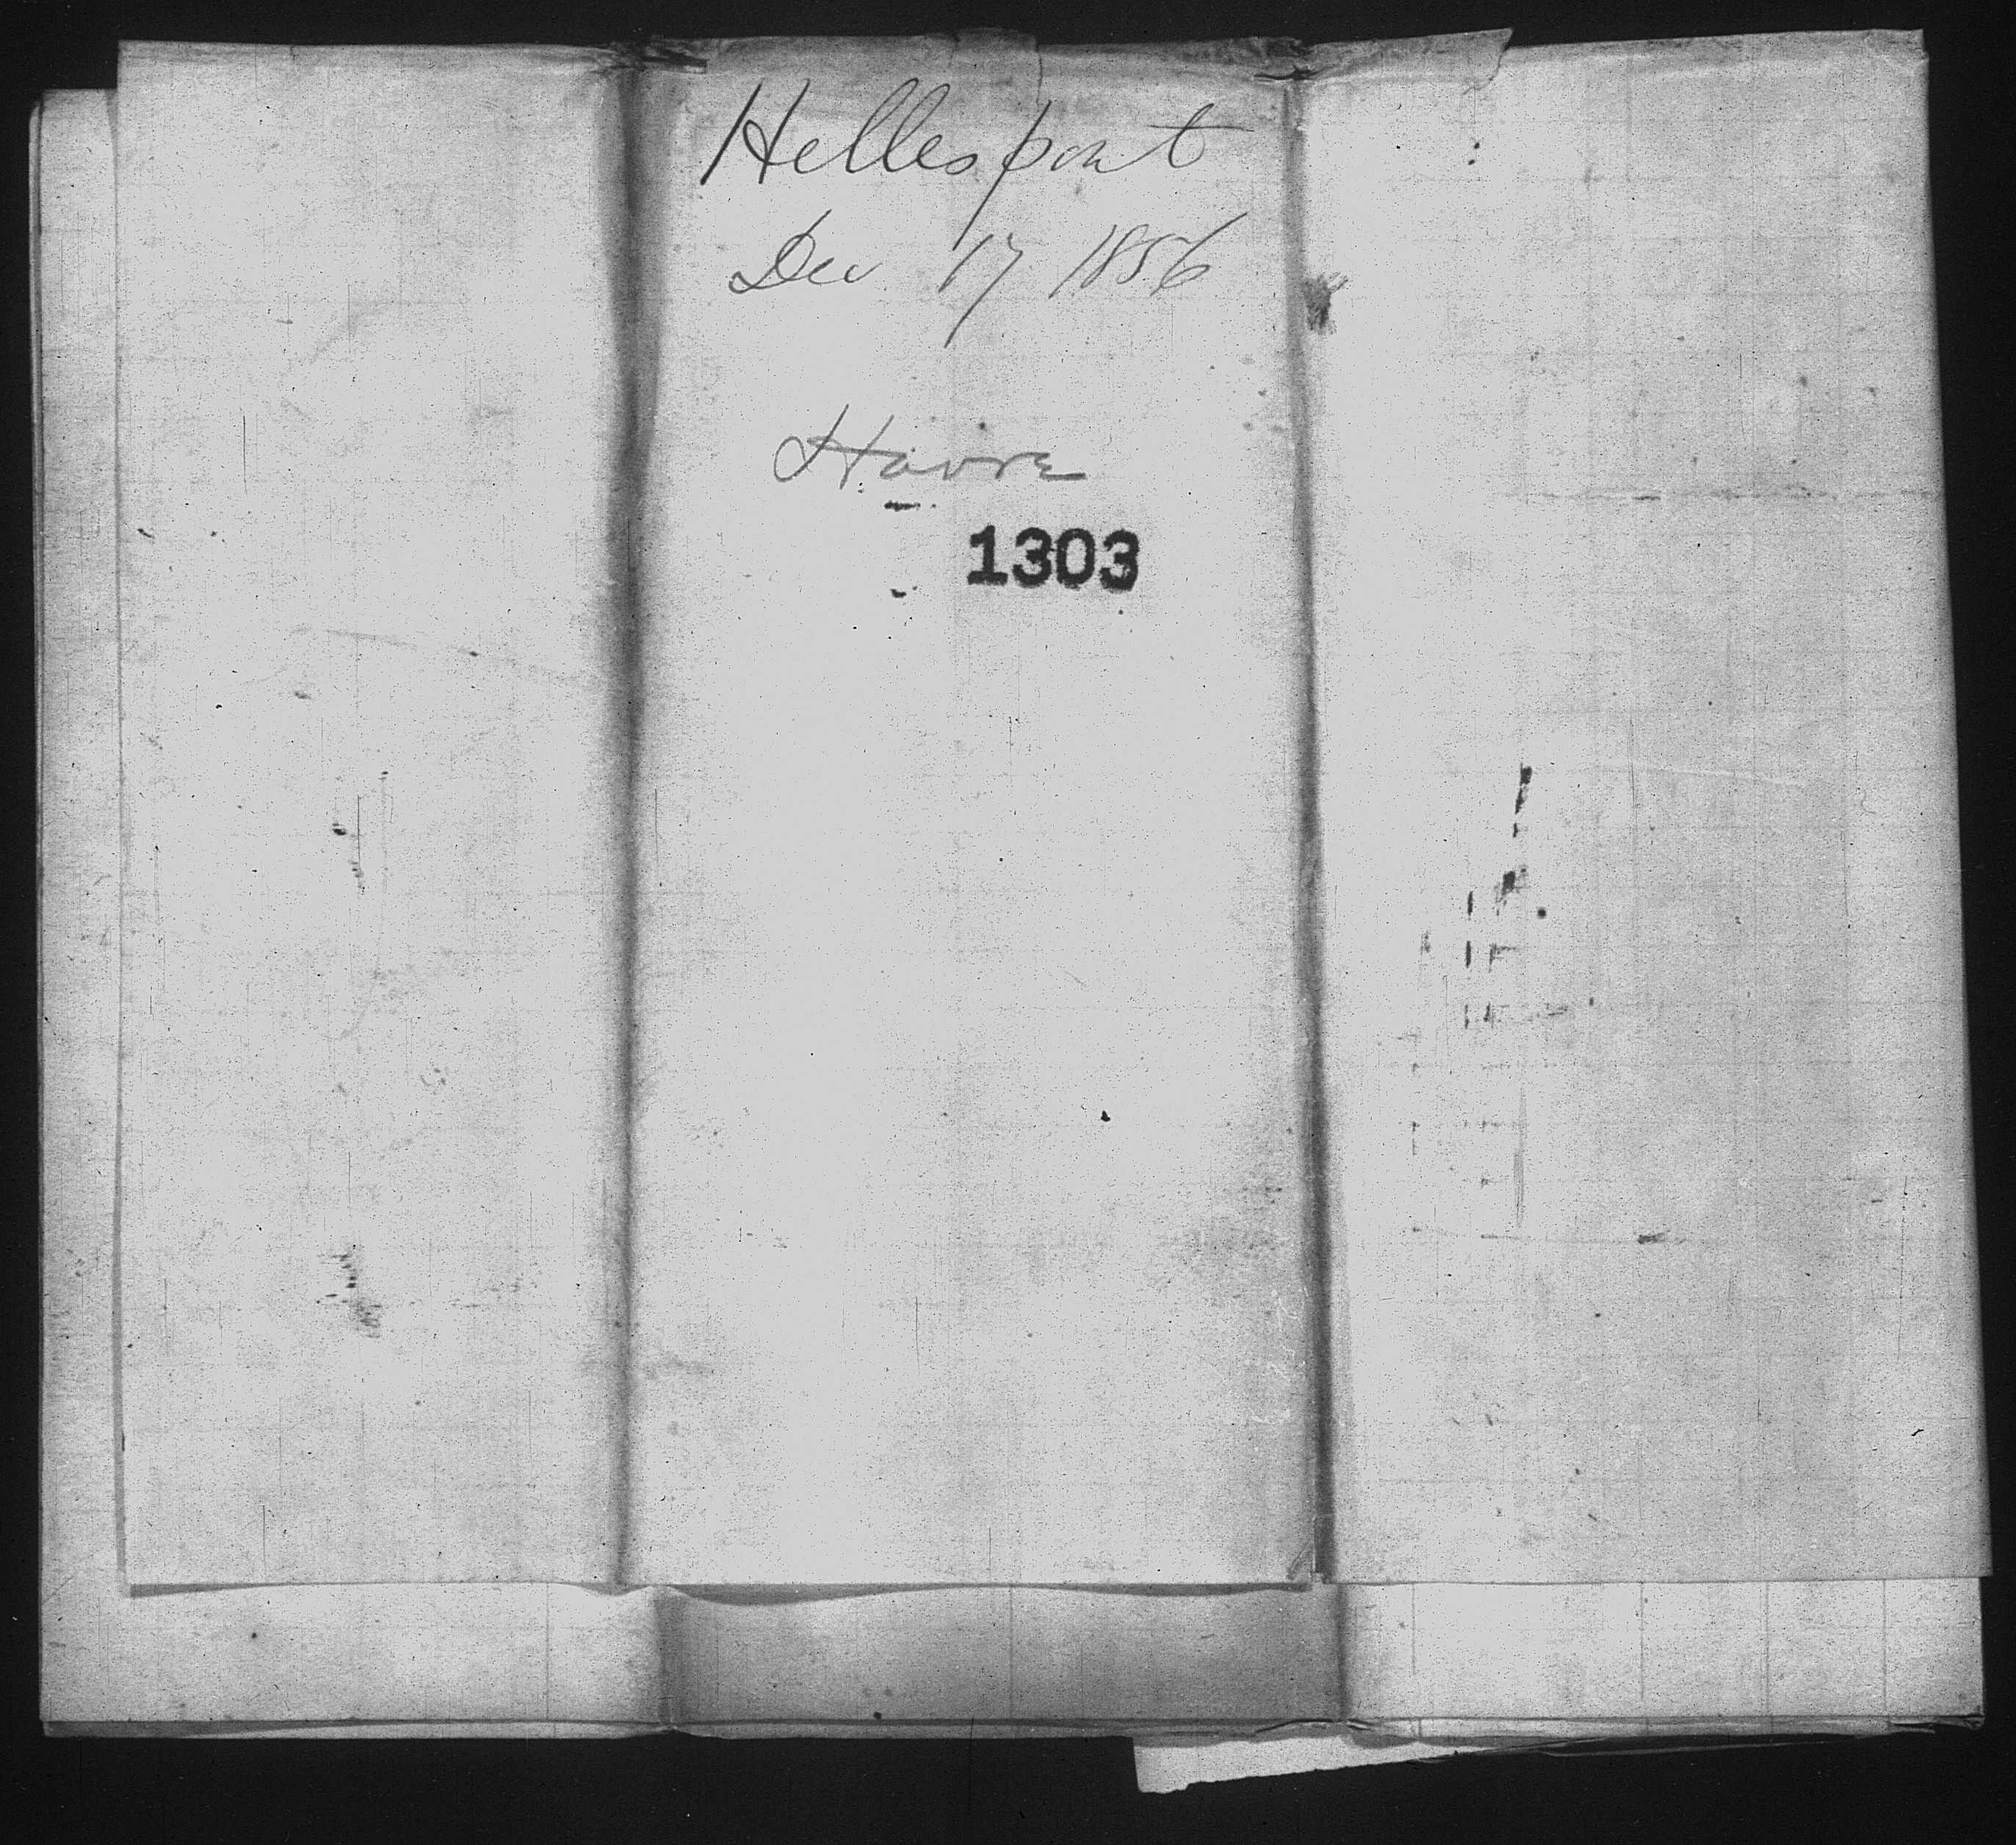 Hellespont
Dec 17 1856
Havre
1303